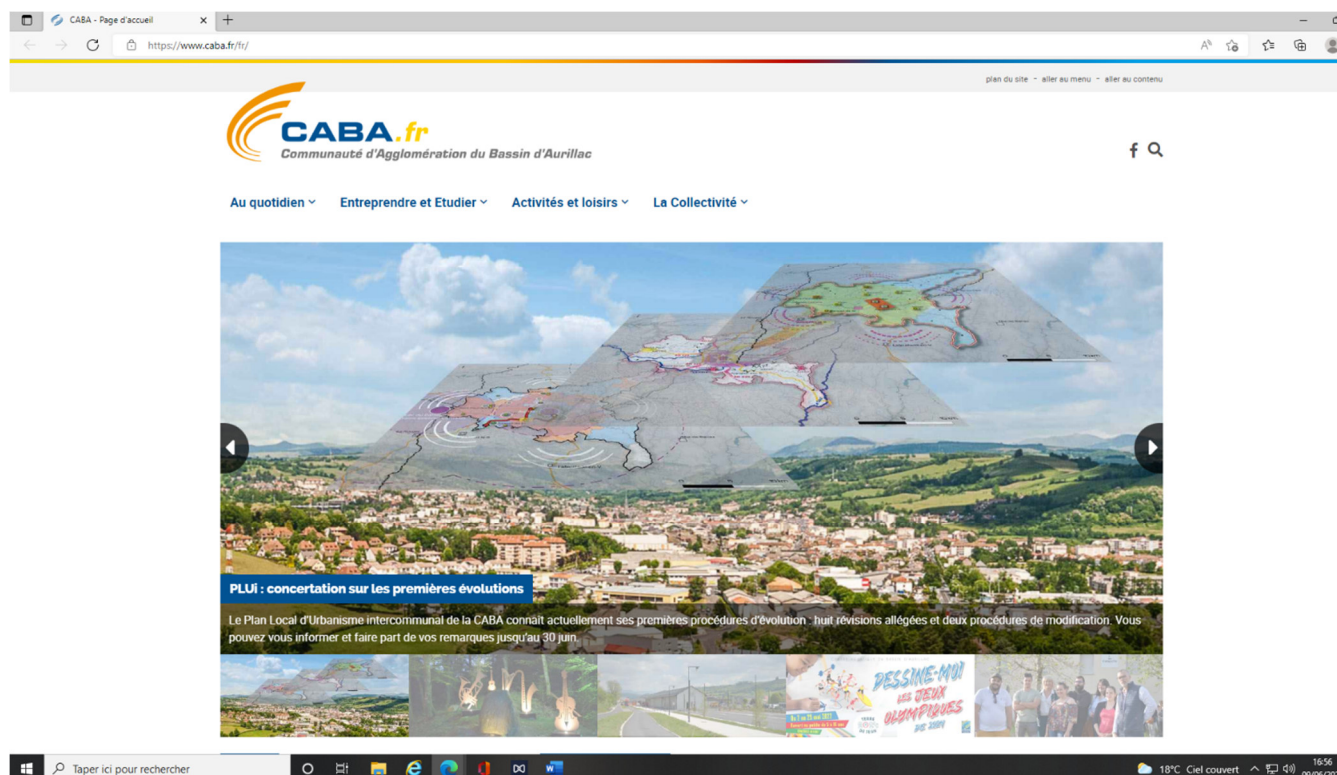 CABA - Page d'accueil
https://www.caba.fr/fr/
plan du site - aller au menu - aller au contenu
CABA.fr
Communauté d'Agglomération du Bassin d'Aurillac
Au quotidien
Entreprendre et Etudier
Activités et loisirs
La Collectivité
PLUi : concertation sur les premières évolutions
Le Plan Local d'Urbanisme intercommunal de la CABA connaît actuellement ses premières procédures d'évolution : huit révisions allégées et deux procédures de modification. Vous
pouvez vous informer et faire part de vos remarques jusqu'au 30 juin.
DESSINE-MOI
LES JEUX
OLYMPIQUES
DE 2024
Taper ici pour rechercher
18°C Ciel couvert
16:56